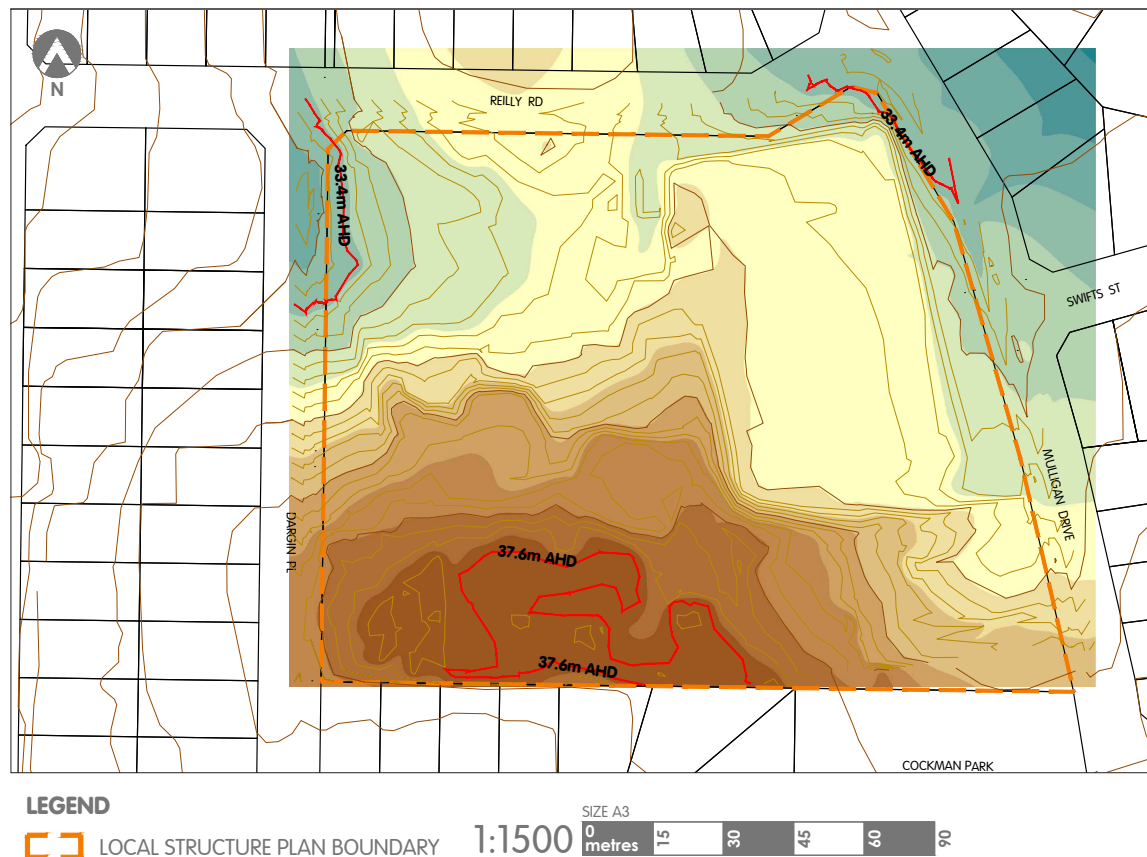 N
REILLY RD
33.4m AHD
33.4m AHD
SWIFTS ST
MULLIGAN DRIVE
DARGIN PL
37.6m AHD
37.6m AHD
COCKMAN PARK
LEGEND
LOCAL STRUCTURE PLAN BOUNDARY
1:1500
SIZE A3
0 15 30 45 60 90
metres